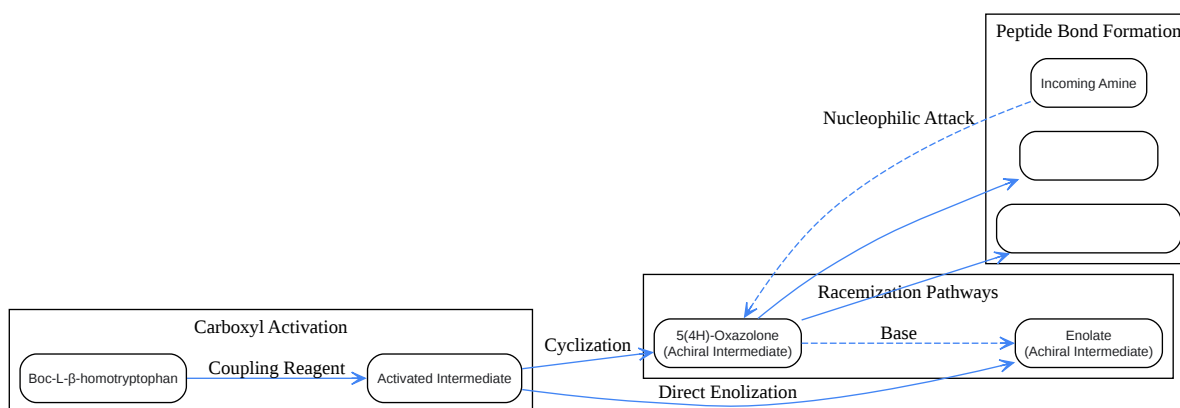 Peptide Bond Formation
Incoming Amine
Nucleophilic Attack
Racemization Pathways
Carboxyl Activation
5(4H)-Oxazolone
(Achiral Intermediate)
Base
Enolate
(Achiral Intermediate)
Cyclization
Boc-L-β-homotryptophan
Coupling Reagent
Activated Intermediate
Direct Enolization